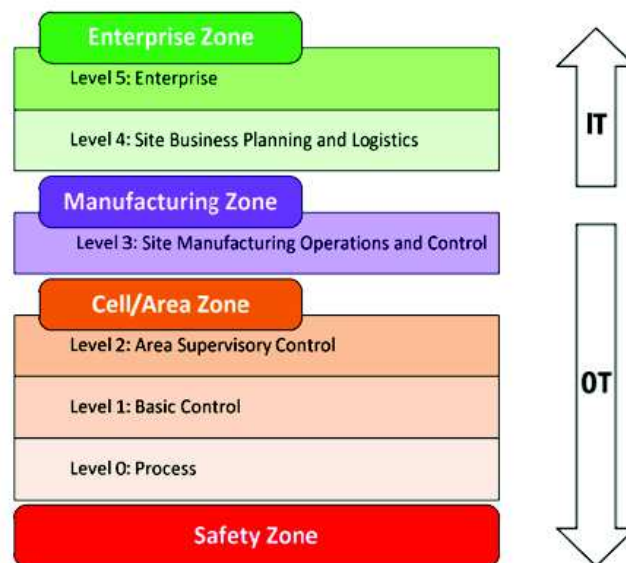 Enterprise Zone
Level 5: Enterprise
Level 4: Site Business Planning and Logistics
IT
Manufacturing Zone
Level 3: Site Manufacturing Operations and Control
Cell/Area Zone
Level 2: Area Supervisory Control
Level 1: Basic Control
OT
Level 0: Process
Safety Zone